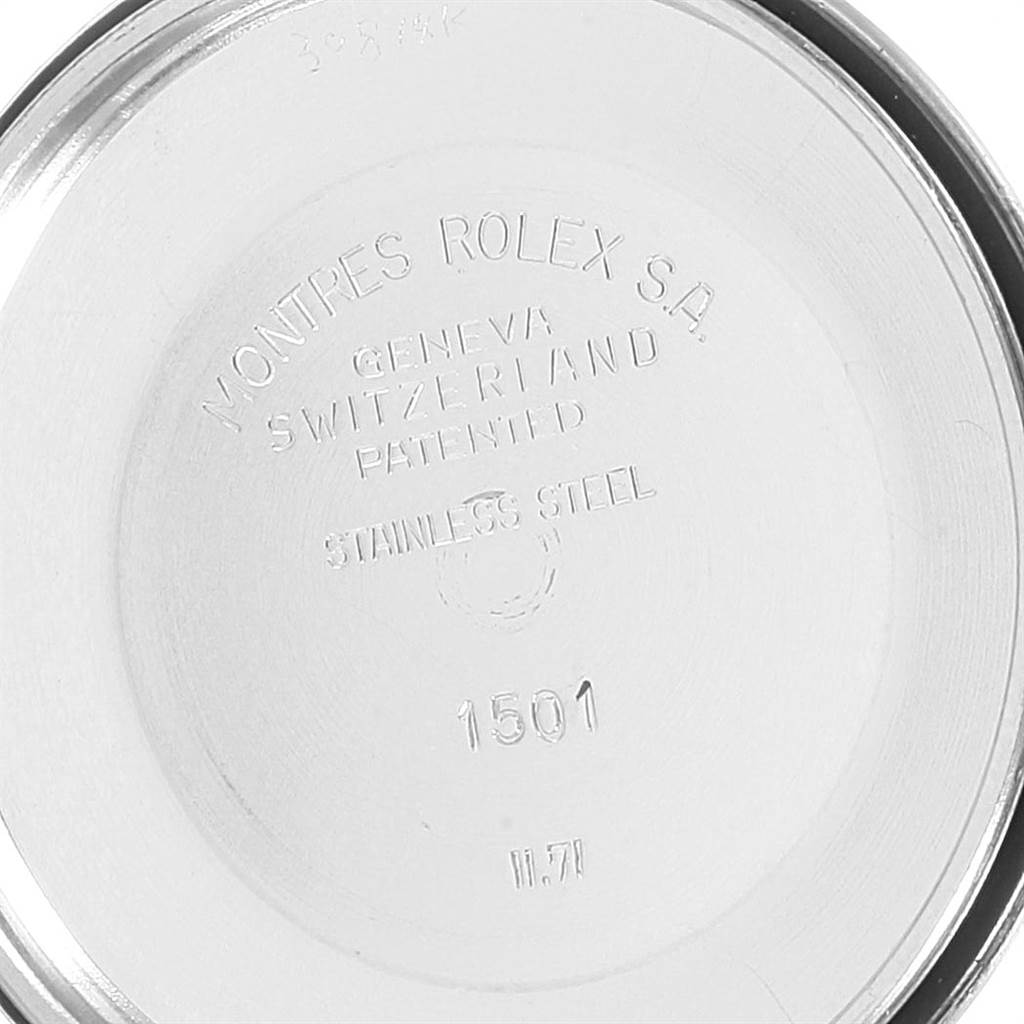 MONTRES ROLEX S.A.
GENEVA
SWITZERLAND
PATENTED
STAINLESS STEEL
1501
II.71